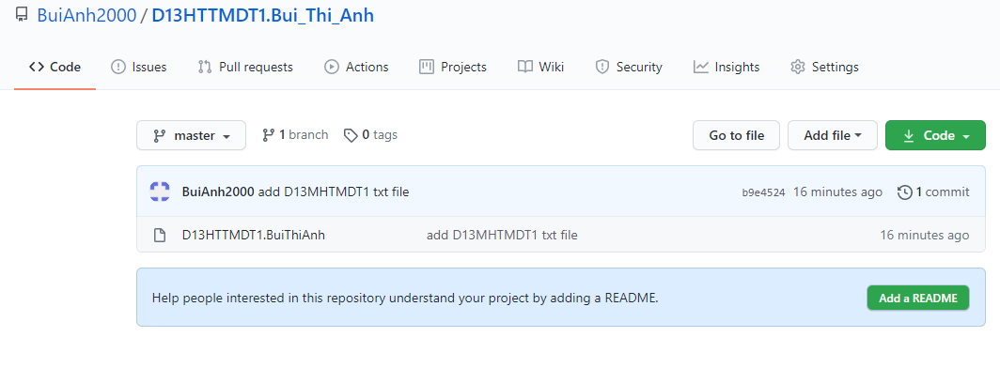 BuiAnh2000 / D13HTTMDT1.Bui_Thi_Anh
Code Issues Pull requests Actions Projects Wiki Security Insights Settings
master 1 branch 0 tags Go to file Add file Code
BuiAnh2000 add D13MHTMDT1 txt file b9e4524 16 minutes ago 1 commit
D13HTTMDT1.BuiThiAnh add D13MHTMDT1 txt file 16 minutes ago
Help people interested in this repository understand your project by adding a README. Add a README